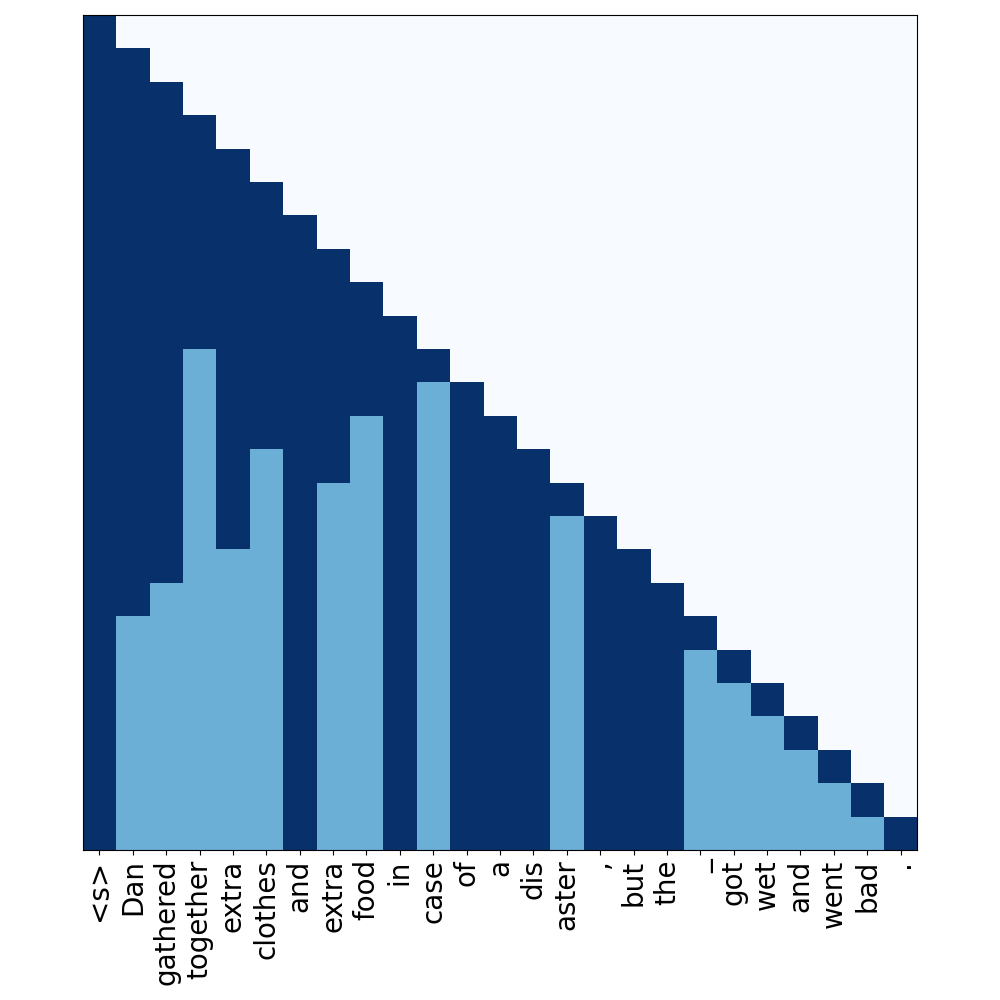 <s> Dan gathered together extra clothes and extra food in case of a dis aster , but the _ got wet and went bad .